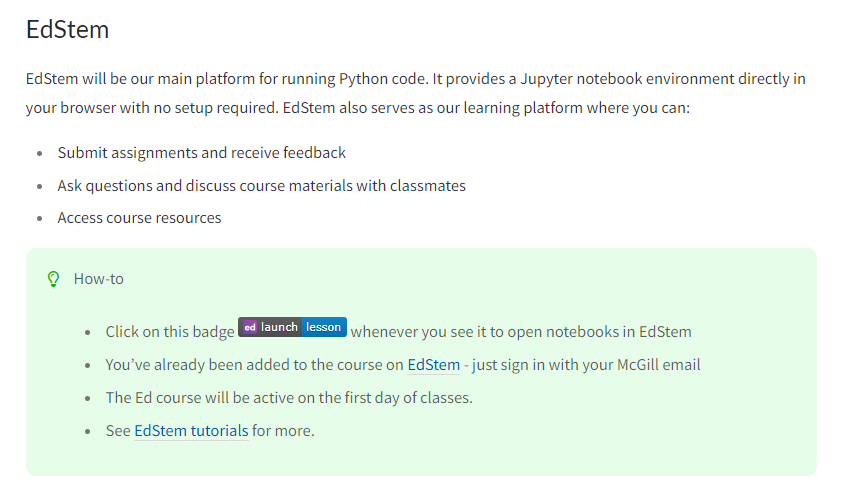 EdStem
EdStem will be our main platform for running Python code. It provides a Jupyter notebook environment directly in
your browser with no setup required. EdStem also serves as our learning platform where you can:
Submit assignments and receive feedback
Ask questions and discuss course materials with classmates
Access course resources
How-to
Click on this badge ed launch lesson whenever you see it to open notebooks in EdStem
You’ve already been added to the course on EdStem - just sign in with your McGill email
The Ed course will be active on the first day of classes.
See EdStem tutorials for more.